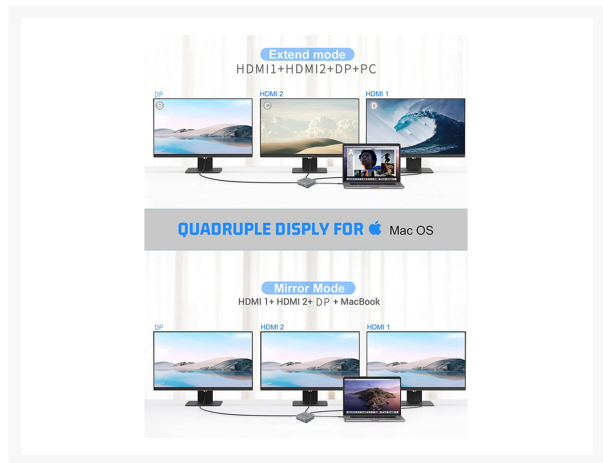 Extend mode
HDMI1+HDMI2+DP+PC
DP
HDMI 2
HDMI 1
B
C
D
A
QUADRUPLE DISPLY FOR Mac OS
Mirror Mode
HDMI 1+ HDMI 2+ DP + MacBook
DP
HDMI 2
HDMI 1